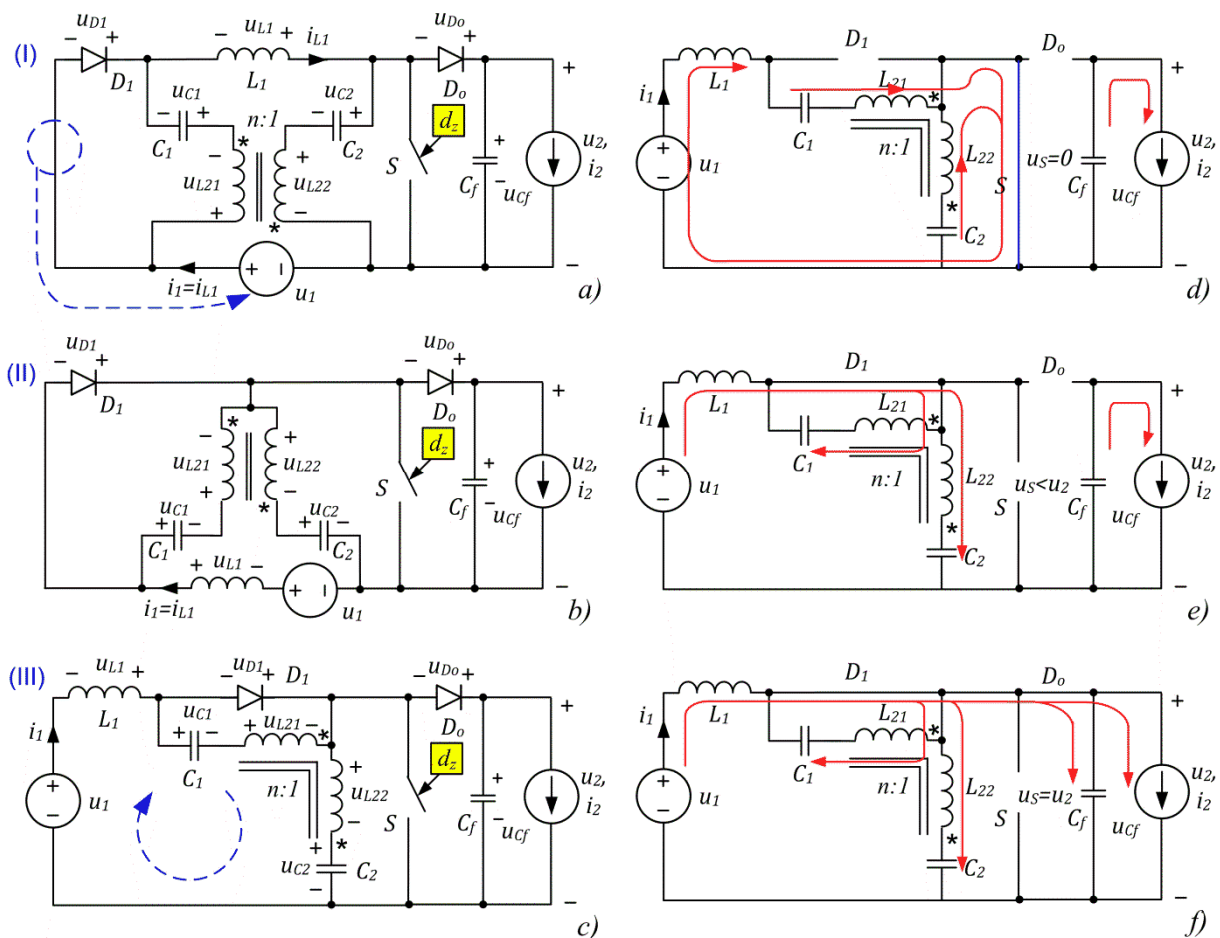 (I)
uD1
− +
D1
uL1
− +
iL1
L1
uDo
− +
Do
dz
uC1
− +
C1
n:1
uC2
− +
C2
*
−
uL21
+
+
uL22
−
*
S
+
Cf
−uCf
+
u2,
i2
−
i1=iL1
+ −
u1
a)
D1
Do
L1
L21
*
i1
C1
n:1
L22
*
C2
u1
+
−
S
uS=0
Cf
uCf
+
u2,
i2
−
d)
(II)
uD1
− +
D1
uDo
− +
Do
dz
*
−
uL21
+
+
uL22
−
*
uC1
+ −
C1
uC2
+ −
C2
uL1
+ −
i1=iL1
+ −
u1
S
+
Cf
−uCf
+
u2,
i2
−
b)
D1
Do
L1
L21
*
i1
C1
n:1
L22
*
C2
u1
+
−
S
uS<u2
Cf
uCf
+
u2,
i2
−
e)
(III)
uL1
− +
L1
uD1
− +
D1
uDo
− +
Do
dz
i1
uC1
+ −
C1
uL21
+ −
*
n:1
+
uL22
−
*
+
uC2
−
C2
+
−
u1
S
+
Cf
−uCf
+
u2,
i2
−
c)
D1
Do
L1
L21
*
i1
C1
n:1
L22
*
C2
u1
+
−
S
uS=u2
Cf
uCf
+
u2,
i2
−
f)